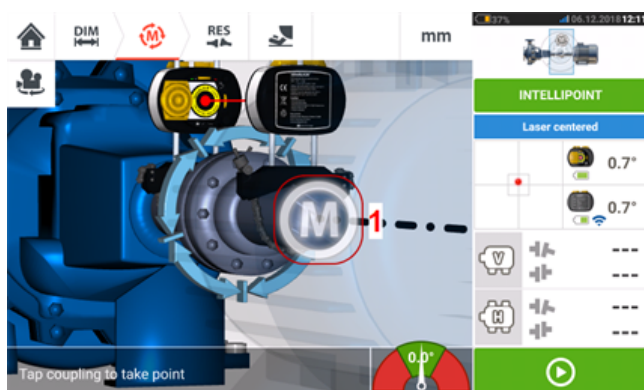 DIM
M
RES
mm
37%
06.12.2018 12:11
INTELLIPOINT
Laser centered
0.7°
0.7°
M
1
V
---
---
H
---
---
Tap coupling to take point
0.0°